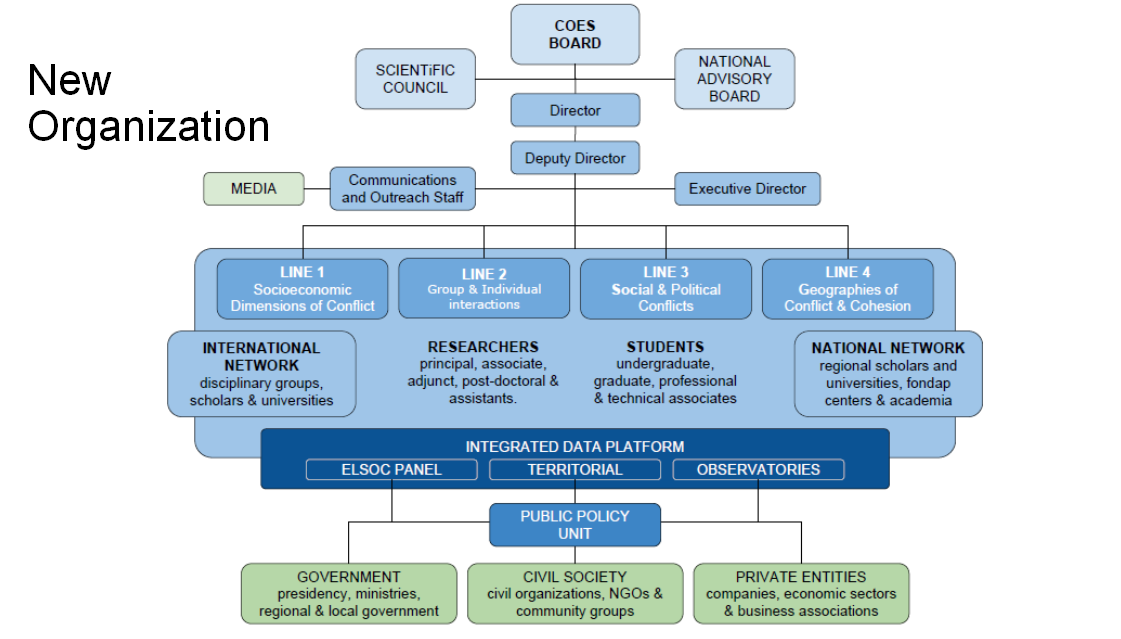 New
Organization
COES
BOARD
SCIENTiFIC
COUNCIL
NATIONAL
ADVISORY
BOARD
Director
Deputy Director
MEDIA
Communications
and Outreach Staff
Executive Director
LINE 1
Socioeconomic
Dimensions of Conflict
LINE 2
Group & Individual
interactions
LINE 3
Social & Political
Conflicts
LINE 4
Geographies of
Conflict & Cohesion
INTERNATIONAL
NETWORK
disciplinary groups,
scholars & universities
RESEARCHERS
principal, associate,
adjunct, post-doctoral &
assistants.
STUDENTS
undergraduate,
graduate, professional
& technical associates
NATIONAL NETWORK
regional scholars and
universities, fondap
centers & academia
INTEGRATED DATA PLATFORM
ELSOC PANEL
TERRITORIAL
OBSERVATORIES
PUBLIC POLICY
UNIT
GOVERNMENT
presidency, ministries,
regional & local government
CIVIL SOCIETY
civil organizations, NGOs &
community groups
PRIVATE ENTITIES
companies, economic sectors
& business associations